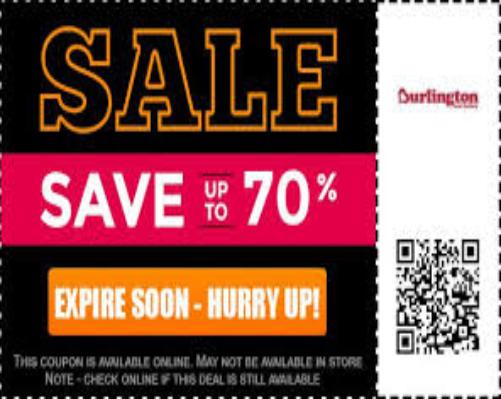 SALE
SAVE UP TO 70%
EXPIRE SOON - HURRY UP!
THIS COUPON IS AVAILABLE ONLINE. MAY NOT BE AVAILABLE IN STORE
NOTE - CHECK ONLINE IF THIS DEAL IS STILL AVAILABLE
Burlington